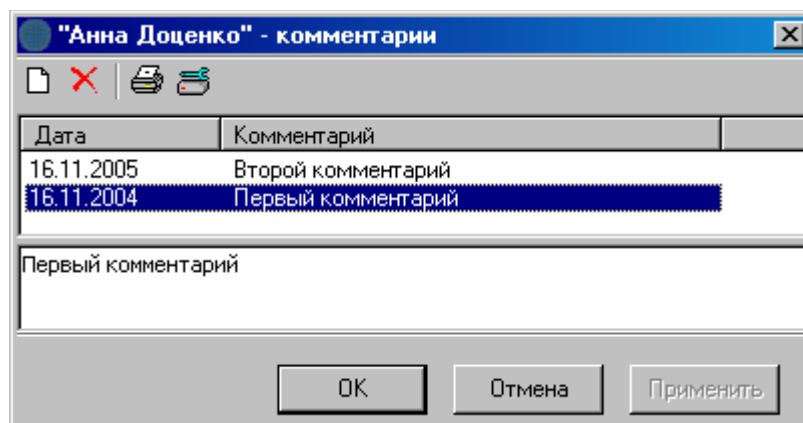 "Анна Доценко" - комментарии
Дата Комментарий
16.11.2005 Второй комментарий
16.11.2004 Первый комментарий
Первый комментарий
OK Отмена Применить